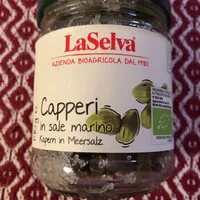 LaSelva
AZIENDA BIOAGRICOLA DAL 1980
Capperi
in sale marino
Kapern in Meersalz